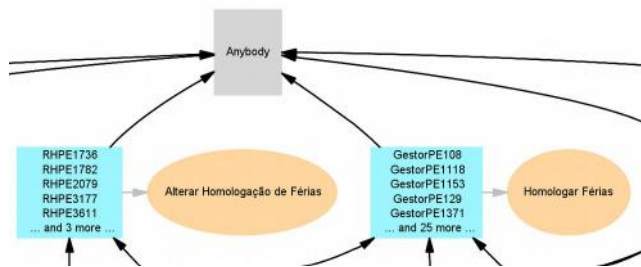 Anybody
RHPE1736
RHPE1782
RHPE2079
RHPE3177
RHPE3611
... and 3 more ...
Alterar Homologação de Férias
GestorPE108
GestorPE1118
GestorPE1153
GestorPE129
GestorPE1371
... and 25 more ...
Homologar Férias